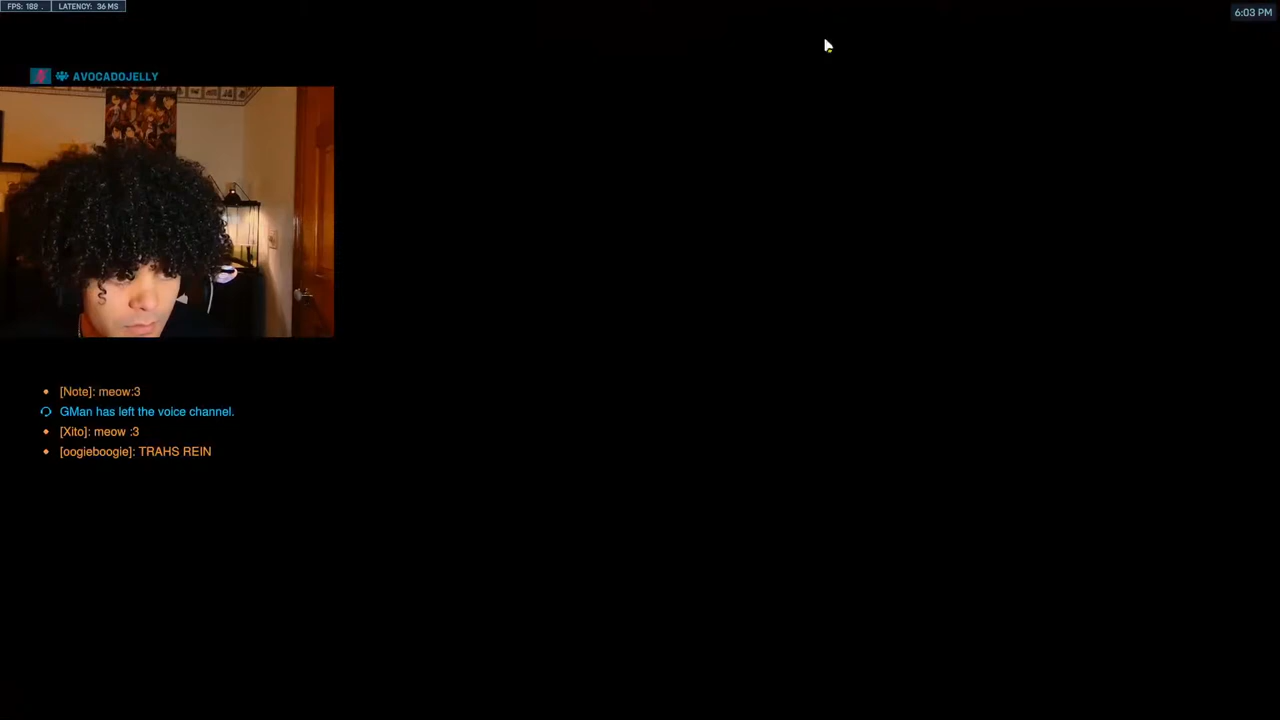 FPS: 188 . LATENCY: 36 MS
6:03 PM
AVOCADOJELLY
[Note]: meow:3
GMan has left the voice channel.
[Xito]: meow :3
[oogieboogie]: TRAHS REIN